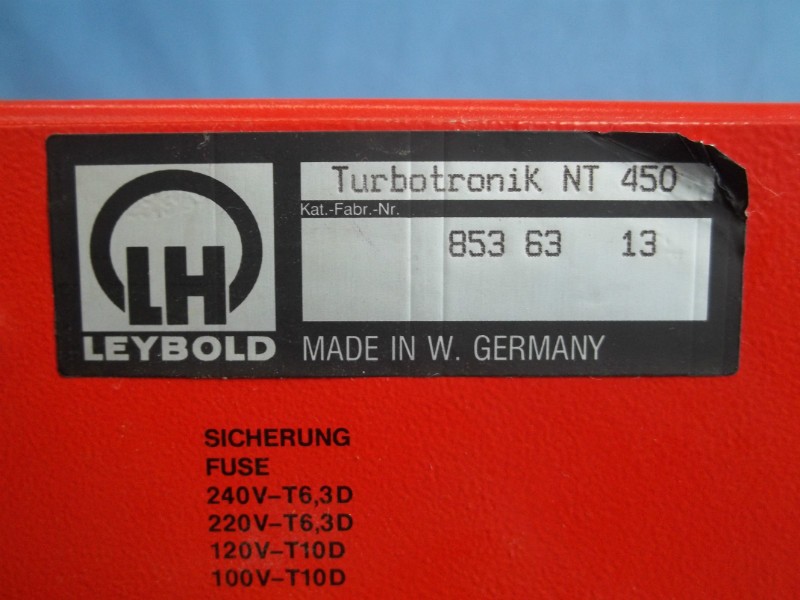 Turbotronik NT 450
Kat.-Fabr.-Nr.
853 63 13
LH
LEYBOLD
MADE IN W. GERMANY
SICHERUNG
FUSE
240V–T6,3D
220V–T6,3D
120V–T10D
100V–T10D